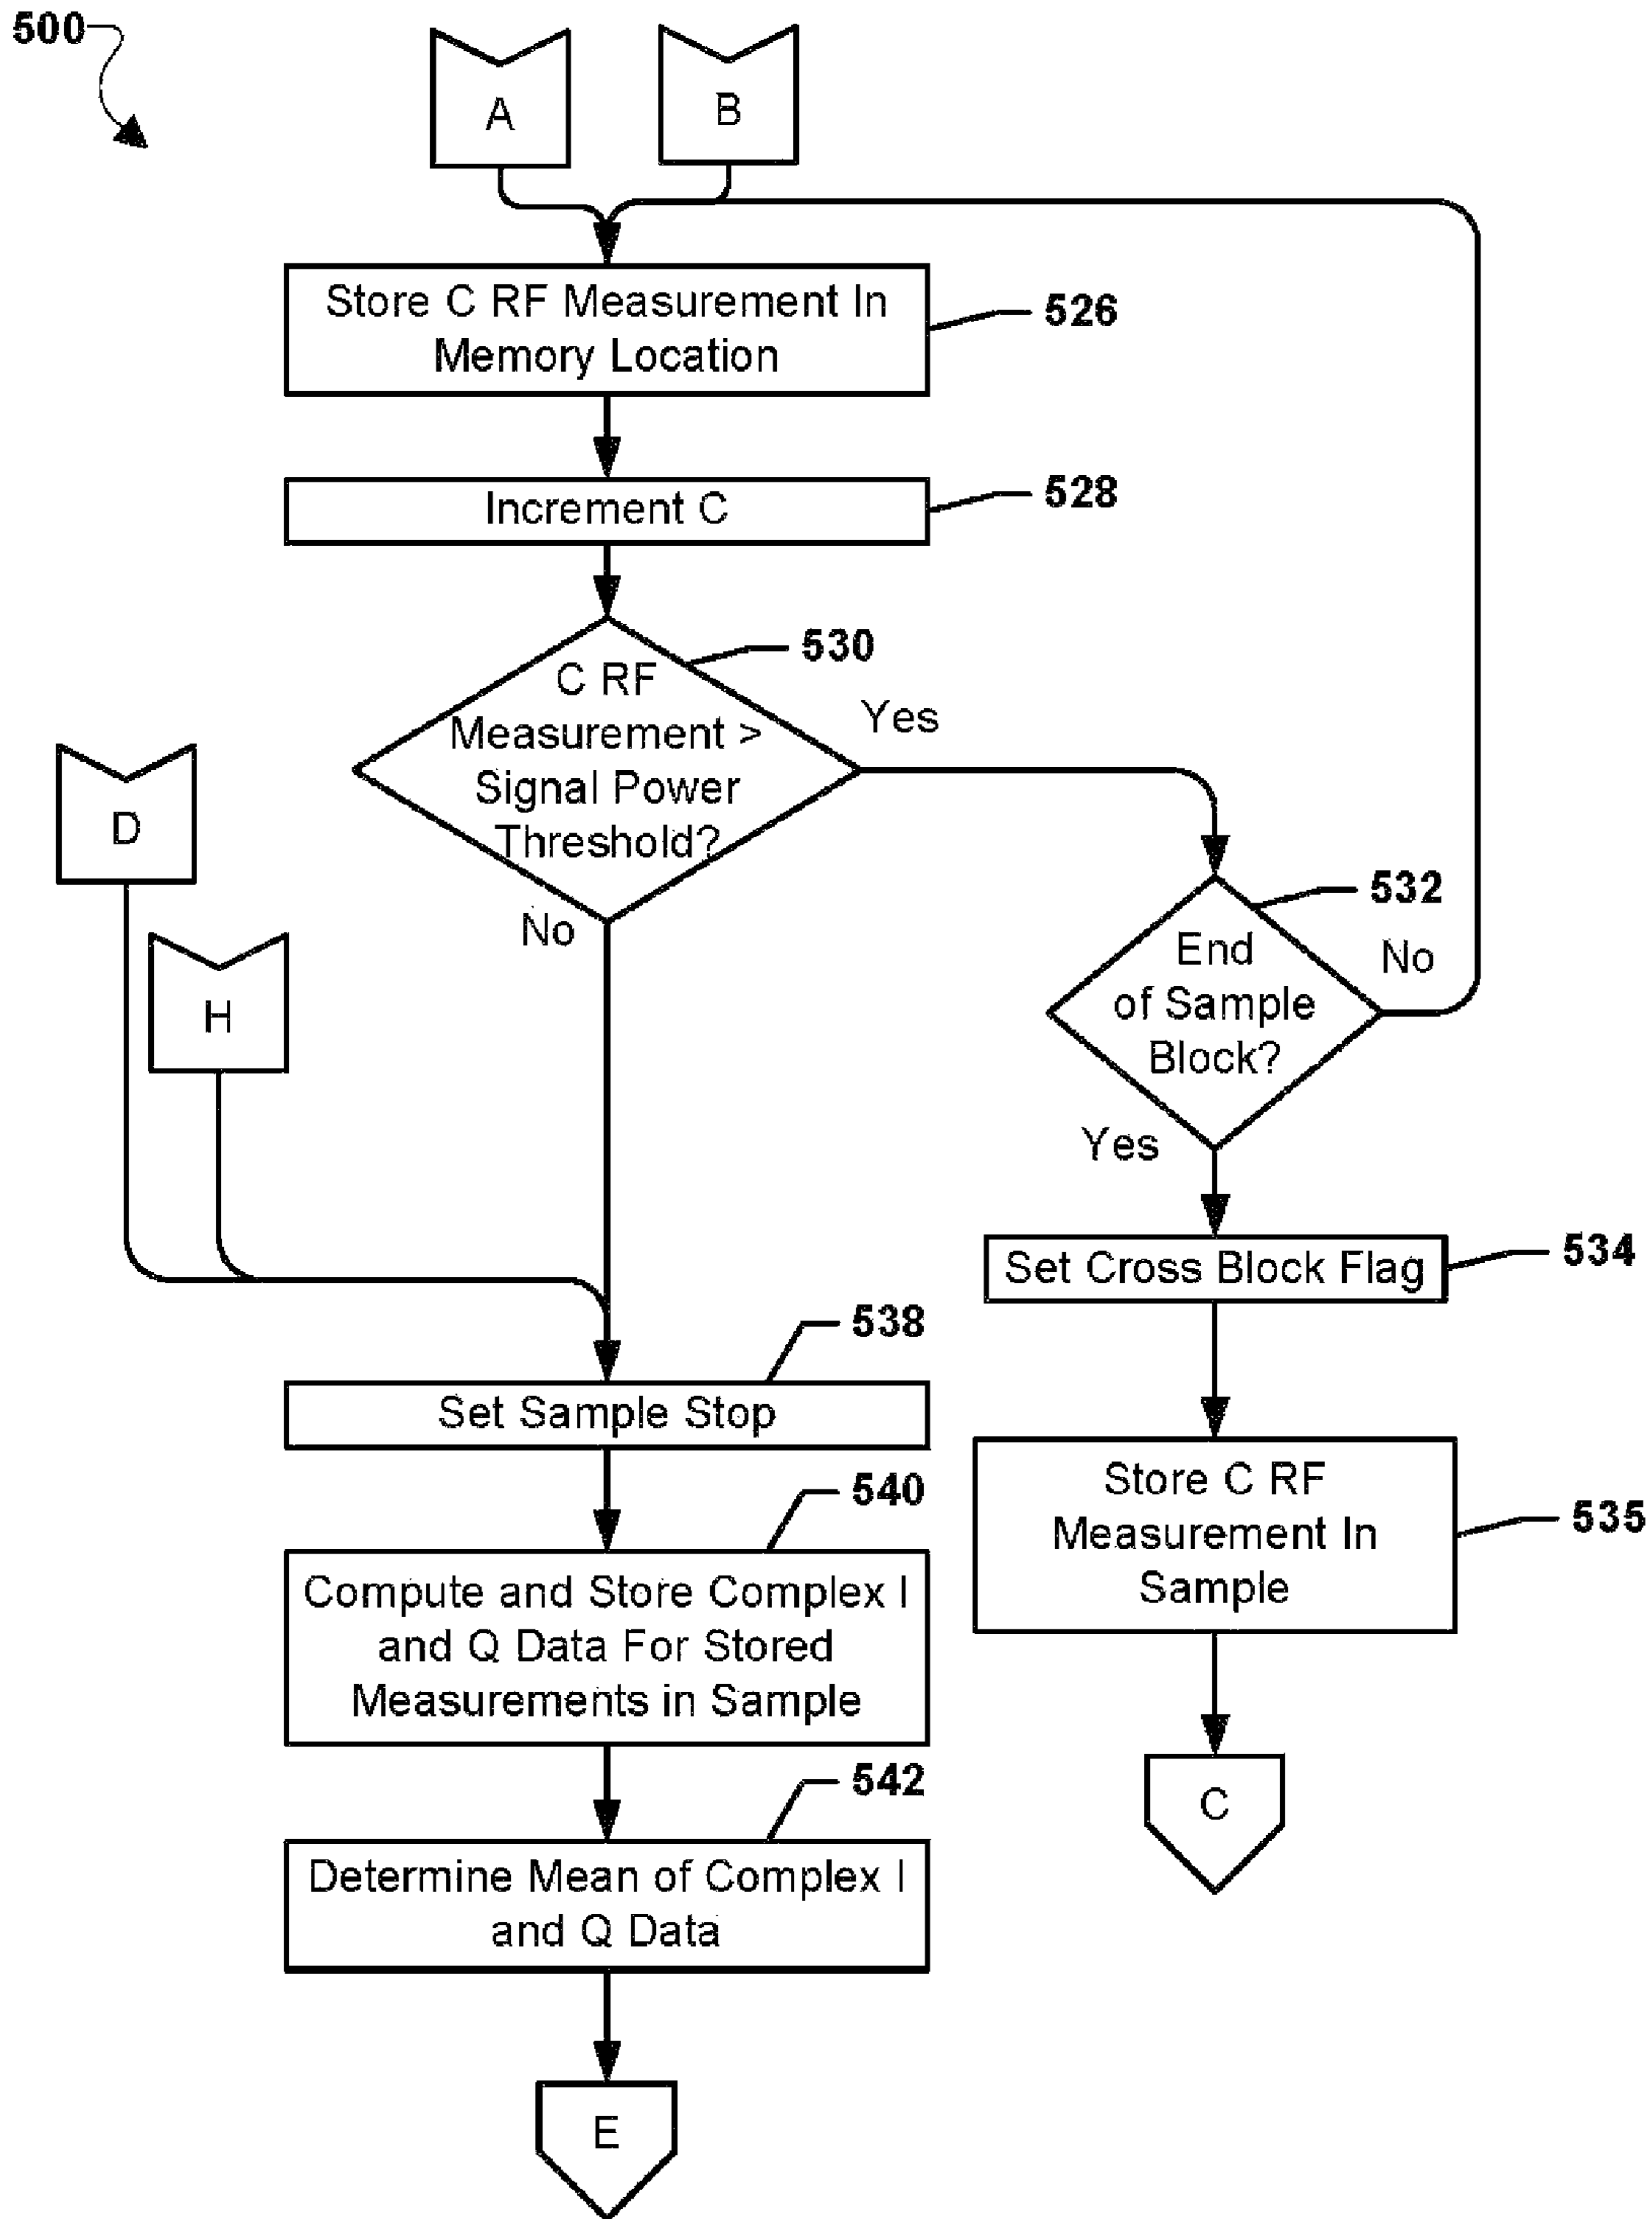 500
A
B
Store C RF Measurement In
Memory Location
526
Increment C
528
530
C RF
Measurement >
Signal Power
Threshold?
Yes
No
D
H
532
End
of Sample
Block?
No
Yes
Set Cross Block Flag
534
538
Set Sample Stop
Store C RF
Measurement In
Sample
535
540
Compute and Store Complex I
and Q Data For Stored
Measurements in Sample
C
542
Determine Mean of Complex I
and Q Data
E